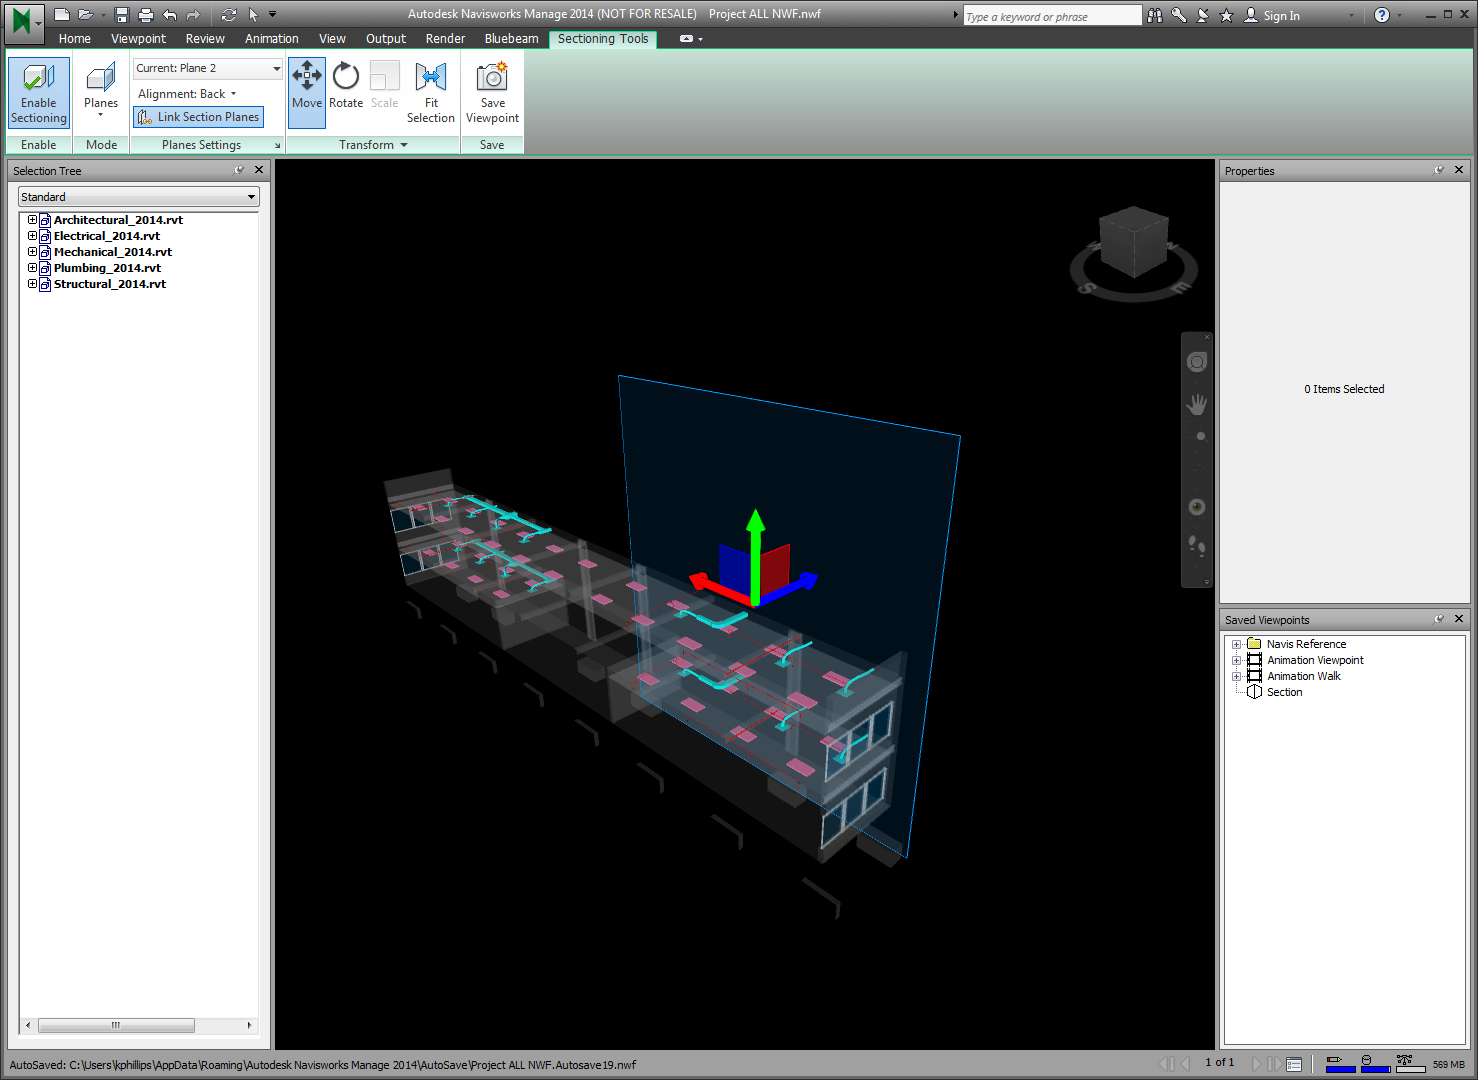 Autodesk Navisworks Manage 2014 (NOT FOR RESALE) Project ALL NWF.nwf
Type a keyword or phrase
Sign In
Home Viewpoint Review Animation View Output Render Bluebeam Sectioning Tools
Enable Sectioning
Planes
Current: Plane 2
Alignment: Back
Link Section Planes
Move
Rotate
Scale
Fit Selection
Save Viewpoint
Enable
Mode
Planes Settings
Transform
Save
Selection Tree
Standard
Architectural_2014.rvt
Electrical_2014.rvt
Mechanical_2014.rvt
Plumbing_2014.rvt
Structural_2014.rvt
S
E
N
Properties
0 Items Selected
Saved Viewpoints
Navis Reference
Animation Viewpoint
Animation Walk
Section
AutoSaved: C:\Users\kphillips\AppData\Roaming\Autodesk Navisworks Manage 2014\AutoSave\Project ALL NWF.Autosave19.nwf
1 of 1
569 MB